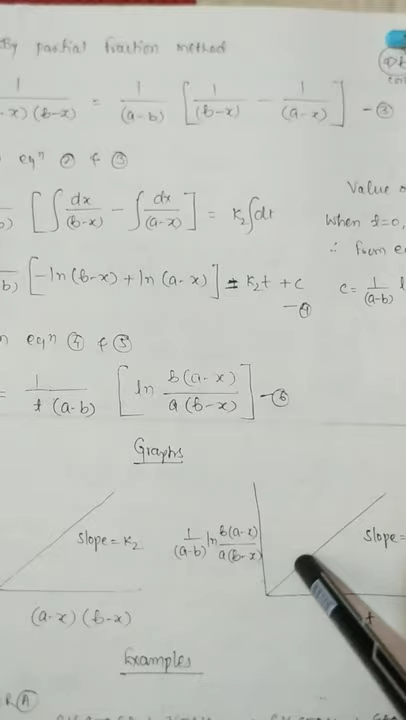 By partial fraction method
1/(-x)(b-x) = 1/(a-b) [1/(b-x) - 1/(a-x)] -③
eqⁿ ② & ③
b) [∫dx/(b-x) - ∫dx/(a-x)] = K₂∫dt
Value o
When t=0,
∴ from e
b) [-ln(b-x) + ln(a-x)] = K₂t + c -④
c = 1/(a-b) l
n eqⁿ ④ & ⑤
= 1/t(a-b) [ln b(a-x)/a(b-x)] -⑥
Graphs
Slope = K₂
(a-x)(b-x)
1/(a-b) ln b(a-x)/a(b-x)
Slope=
t
Examples